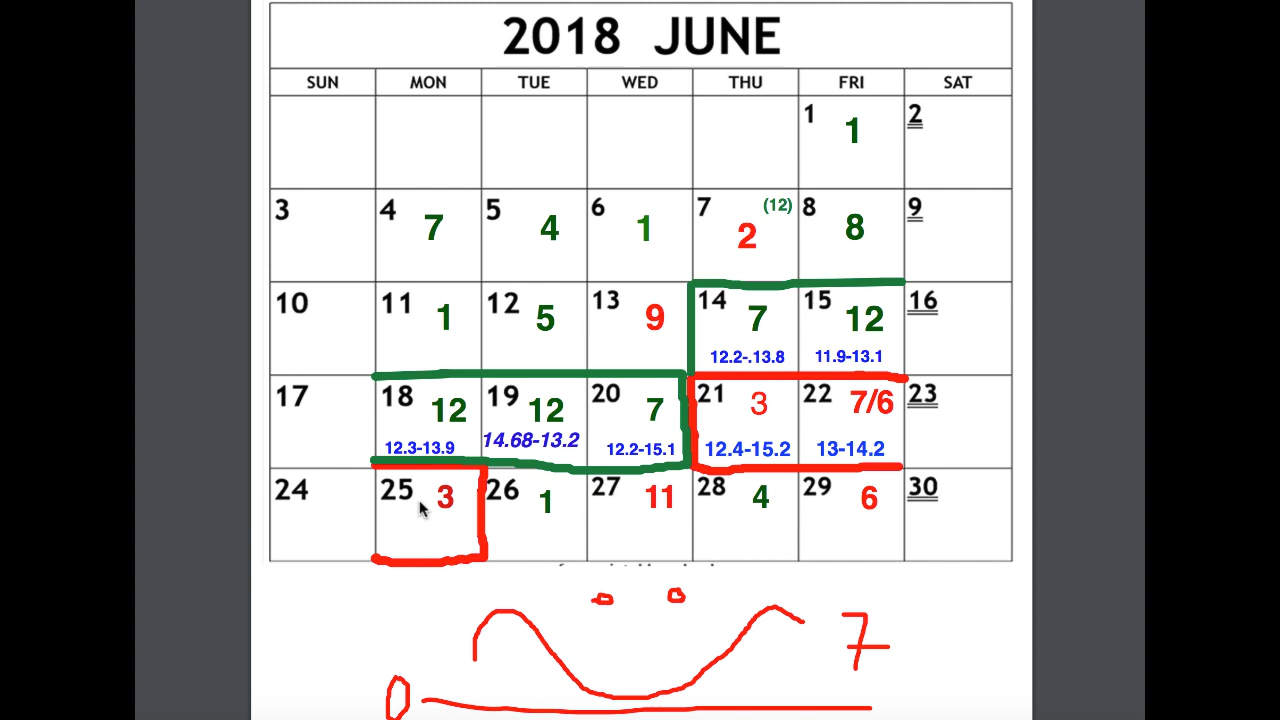 2018 JUNE
SUN MON TUE WED THU FRI SAT
1 1 2
3 4 7 5 4 6 1 7 (12) 2 8 8 9
10 11 1 12 5 13 9 14 7 15 12 16
12.2-.13.8 11.9-13.1
17 18 12 19 12 20 7 21 3 22 7/6 23
12.3-13.9 14.68-13.2 12.2-15.1 12.4-15.2 13-14.2
24 25 3 26 1 27 11 28 4 29 6 30
7
0